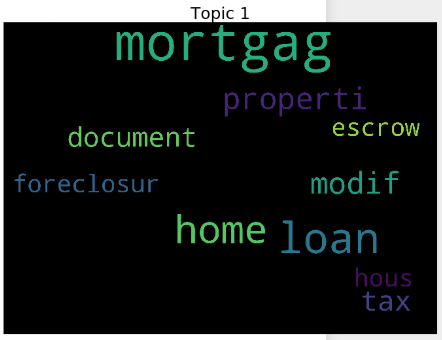 Topic 1
mortgag
properti
escrow
document
foreclosur
modif
home
loan
hous
tax